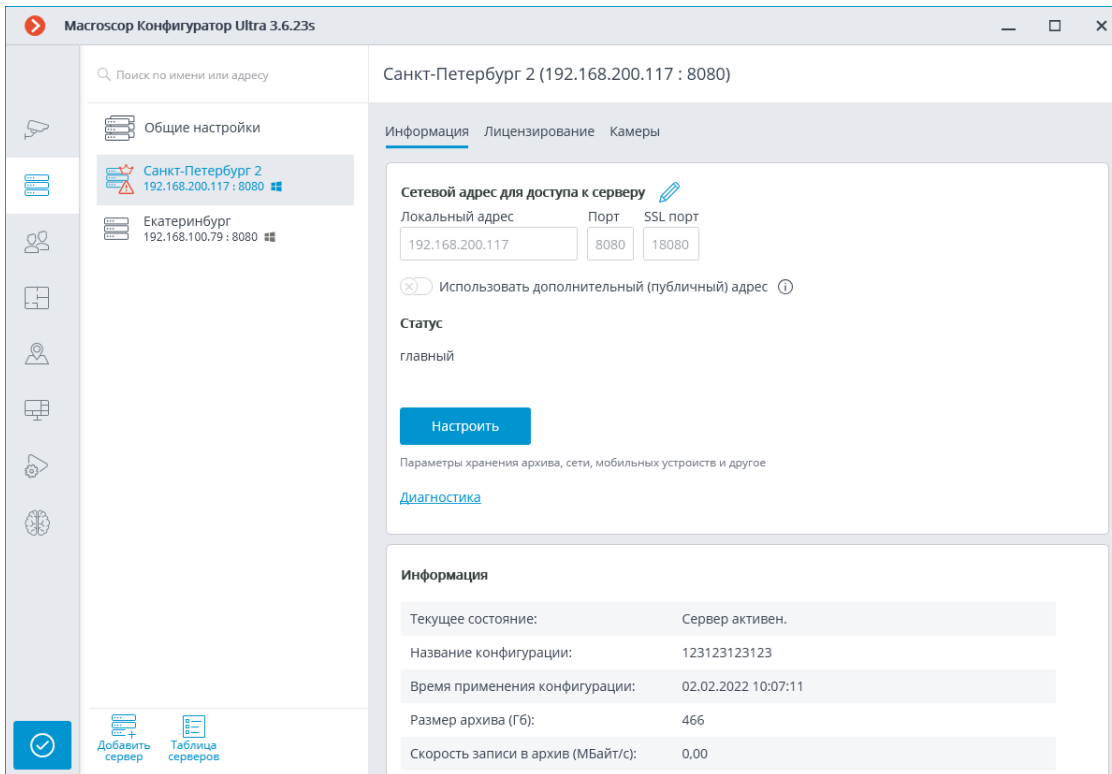 Macroscop Конфигуратор Ultra 3.6.23s
Поиск по имени или адресу
Общие настройки
Санкт-Петербург 2
192.168.200.117 : 8080
Екатеринбург
192.168.100.79 : 8080
Добавить сервер
Таблица серверов
Санкт-Петербург 2 (192.168.200.117 : 8080)
Информация Лицензирование Камеры
Сетевой адрес для доступа к серверу
Локальный адрес Порт SSL порт
192.168.200.117 8080 18080
Использовать дополнительный (публичный) адрес
Статус
главный
Настроить
Параметры хранения архива, сети, мобильных устройств и другое
Диагностика
Информация
Текущее состояние: Сервер активен.
Название конфигурации: 123123123123
Время применения конфигурации: 02.02.2022 10:07:11
Размер архива (Гб): 466
Скорость записи в архив (МБайт/с): 0,00